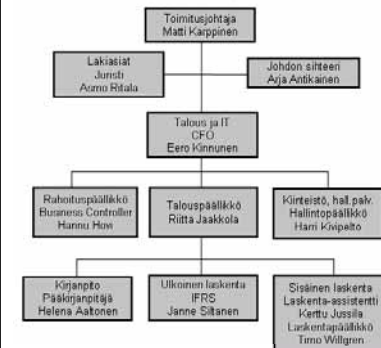 Toimitusjohtaja
Matti Karppinen
Lakiasiat
Juristi
Asmo Ritala
Johdon sihteeri
Arja Antikainen
Talous ja IT
CFO
Eero Kinnunen
Rahoituspäällikkö
Business Controller
Hannu Hovi
Talouspäällikkö
Riitta Jaakkola
Kiinteistö, hall.palv.
Hallintopäällikkö
Harri Kivipelto
Kirjanpito
Pääkirjanpitäjä
Helena Aaltonen
Ulkoinen laskenta
IFRS
Janne Siltanen
Sisäinen laskenta
Laskenta-assistentti
Kerttu Jussila
Laskentapäällikkö
Timo Willgren